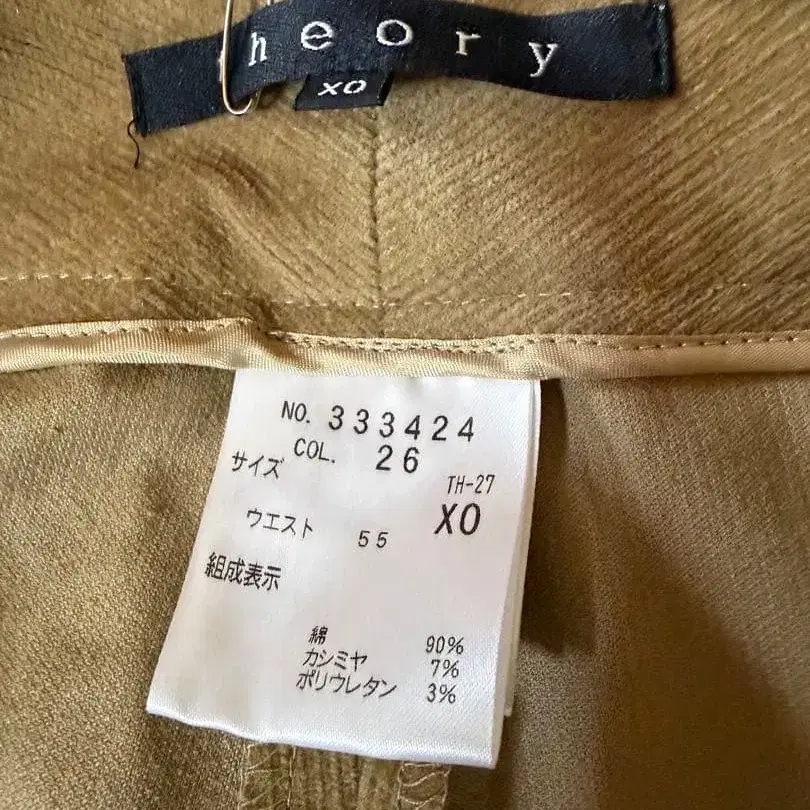 theory
XO
NO. 333424
COL. 26
サイズ
TH-27
XO
ウエスト 55
組成表示
綿 90%
カシミヤ 7%
ポリウレタン 3%